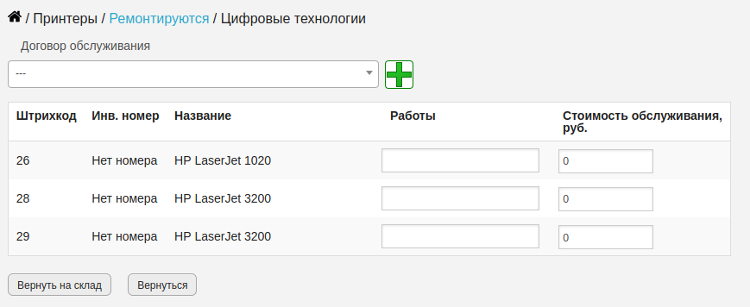 / Принтеры / Ремонтируются / Цифровые технологии
Договор обслуживания
---
Штрихкод Инв. номер Название Работы Стоимость обслуживания, руб.
26 Нет номера HP LaserJet 1020 0
28 Нет номера HP LaserJet 3200 0
29 Нет номера HP LaserJet 3200 0
Вернуть на склад Вернуться